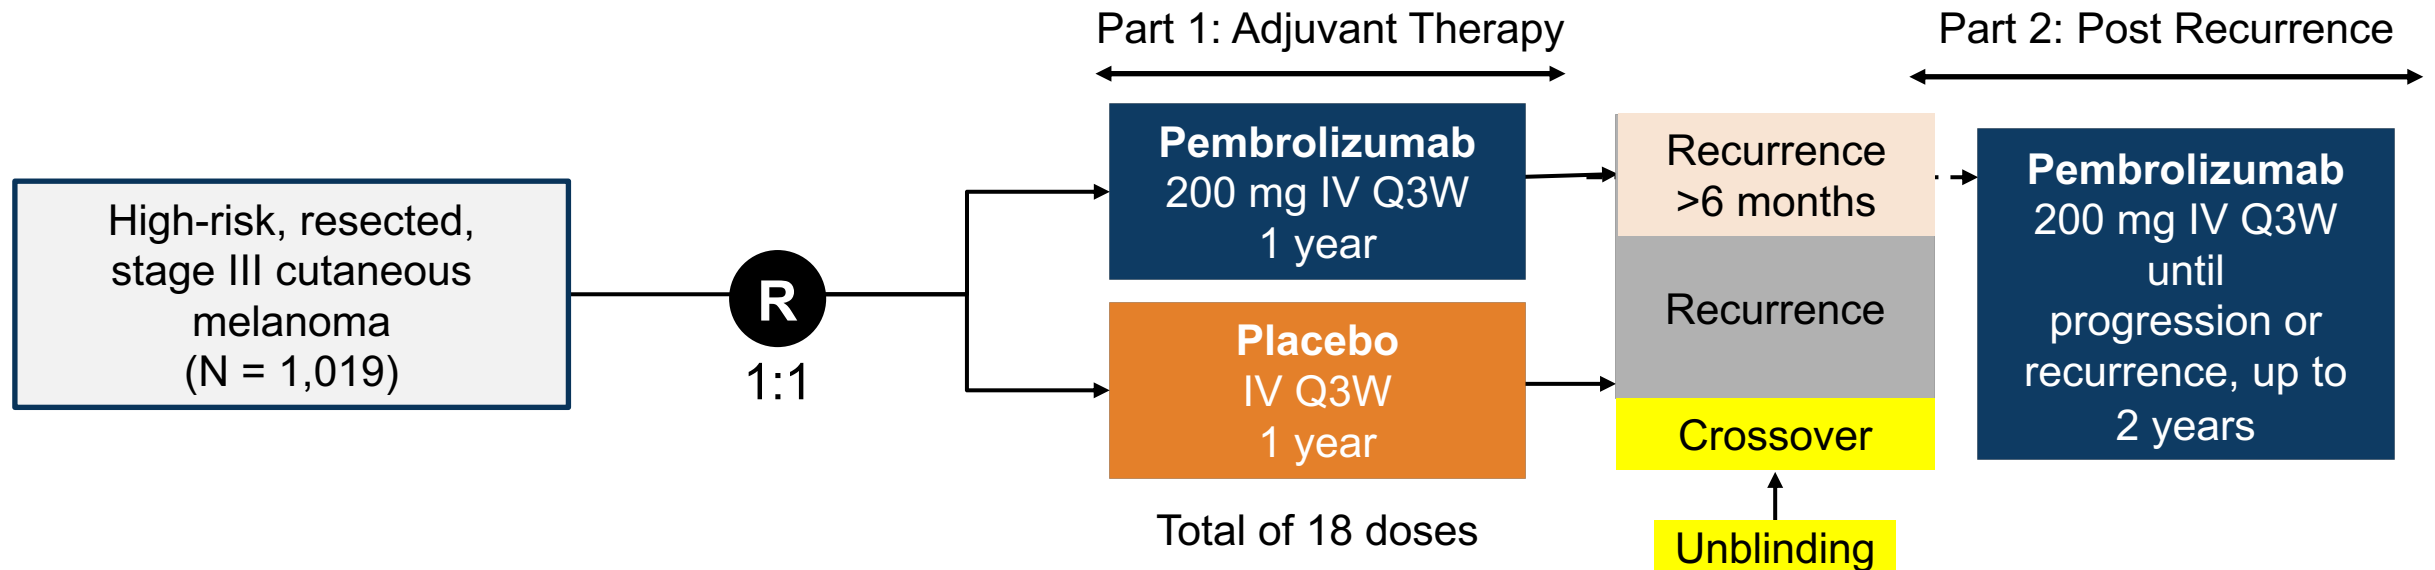 Part 1: Adjuvant Therapy
Part 2: Post Recurrence
High-risk, resected,
stage III cutaneous
melanoma
(N = 1,019)
R
1:1
Pembrolizumab
200 mg IV Q3W
1 year
Placebo
IV Q3W
1 year
Total of 18 doses
Recurrence
>6 months
Recurrence
Crossover
Unblinding
Pembrolizumab
200 mg IV Q3W
until
progression or
recurrence, up to
2 years